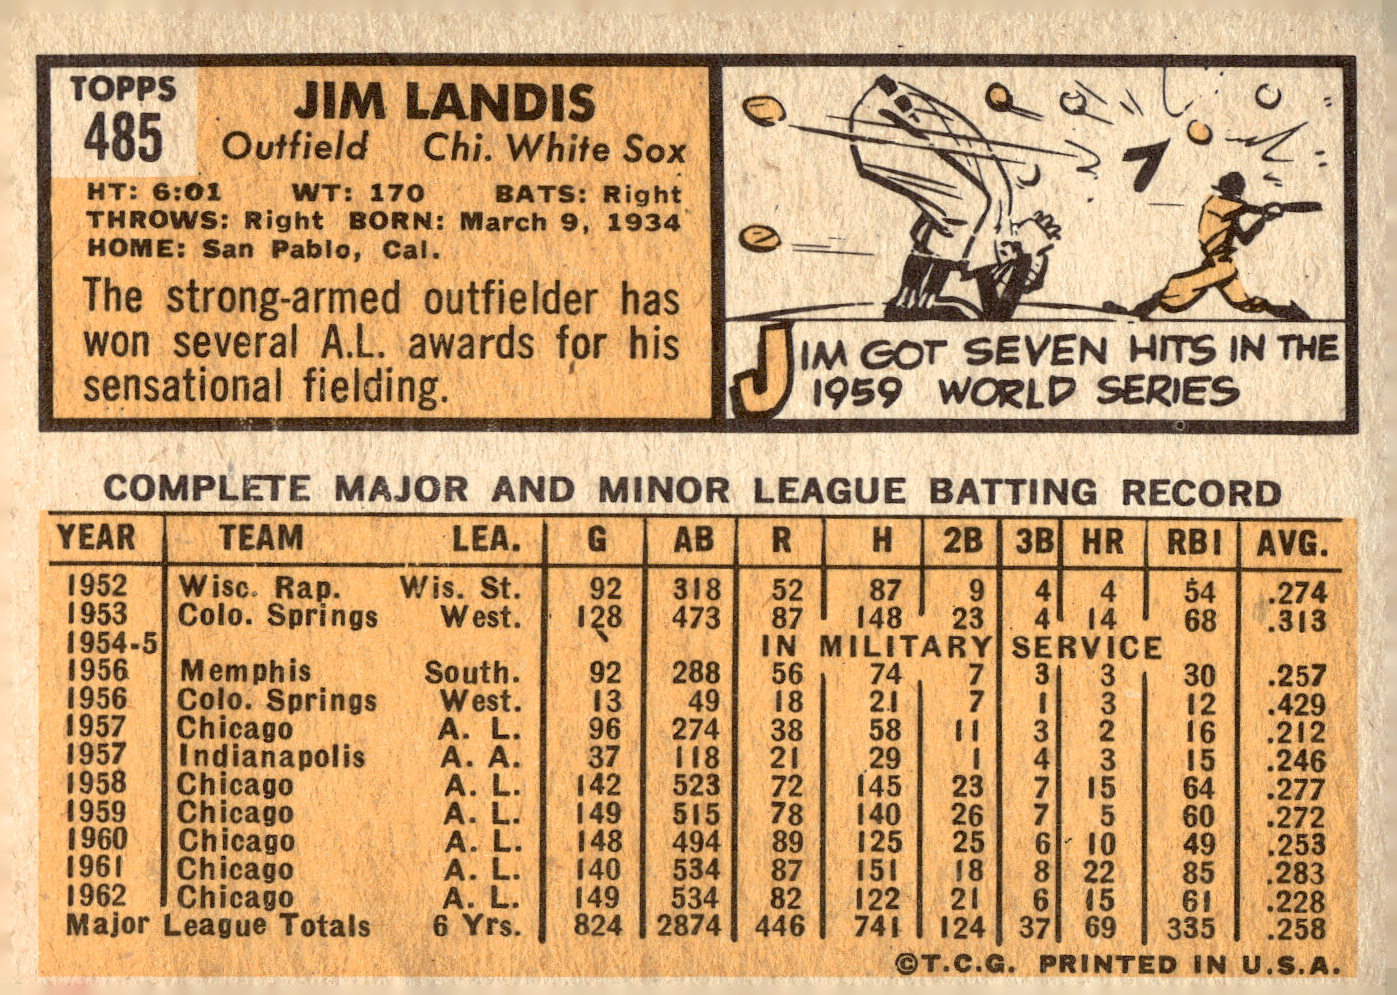 TOPPS
485
JIM LANDIS
Outfield Chi. White Sox
HT: 6:01 WT: 170 BATS: Right
THROWS: Right BORN: March 9, 1934
HOME: San Pablo, Cal.
The strong-armed outfielder has
won several A.L. awards for his
sensational fielding.
7
JIM GOT SEVEN HITS IN THE
1959 WORLD SERIES
COMPLETE MAJOR AND MINOR LEAGUE BATTING RECORD
YEAR TEAM LEA. G AB R H 2B 3B HR RBI AVG.
1952 Wisc. Rap. Wis. St. 92 318 52 87 9 4 4 54 .274
1953 Colo. Springs West. 128 473 87 148 23 4 14 68 .313
1954-5 IN MILITARY SERVICE
1956 Memphis South. 92 288 56 74 7 3 3 30 .257
1956 Colo. Springs West. 13 49 18 21 7 1 3 12 .429
1957 Chicago A. L. 96 274 38 58 11 3 2 16 .212
1957 Indianapolis A. A. 37 118 21 29 1 4 3 15 .246
1958 Chicago A. L. 142 523 72 145 23 7 15 64 .277
1959 Chicago A. L. 149 515 78 140 26 7 5 60 .272
1960 Chicago A. L. 148 494 89 125 25 6 10 49 .253
1961 Chicago A. L. 140 534 87 151 18 8 22 85 .283
1962 Chicago A. L. 149 534 82 122 21 6 15 61 .228
Major League Totals 6 Yrs. 824 2874 446 741 124 37 69 335 .258
©T.C.G. PRINTED IN U.S.A.